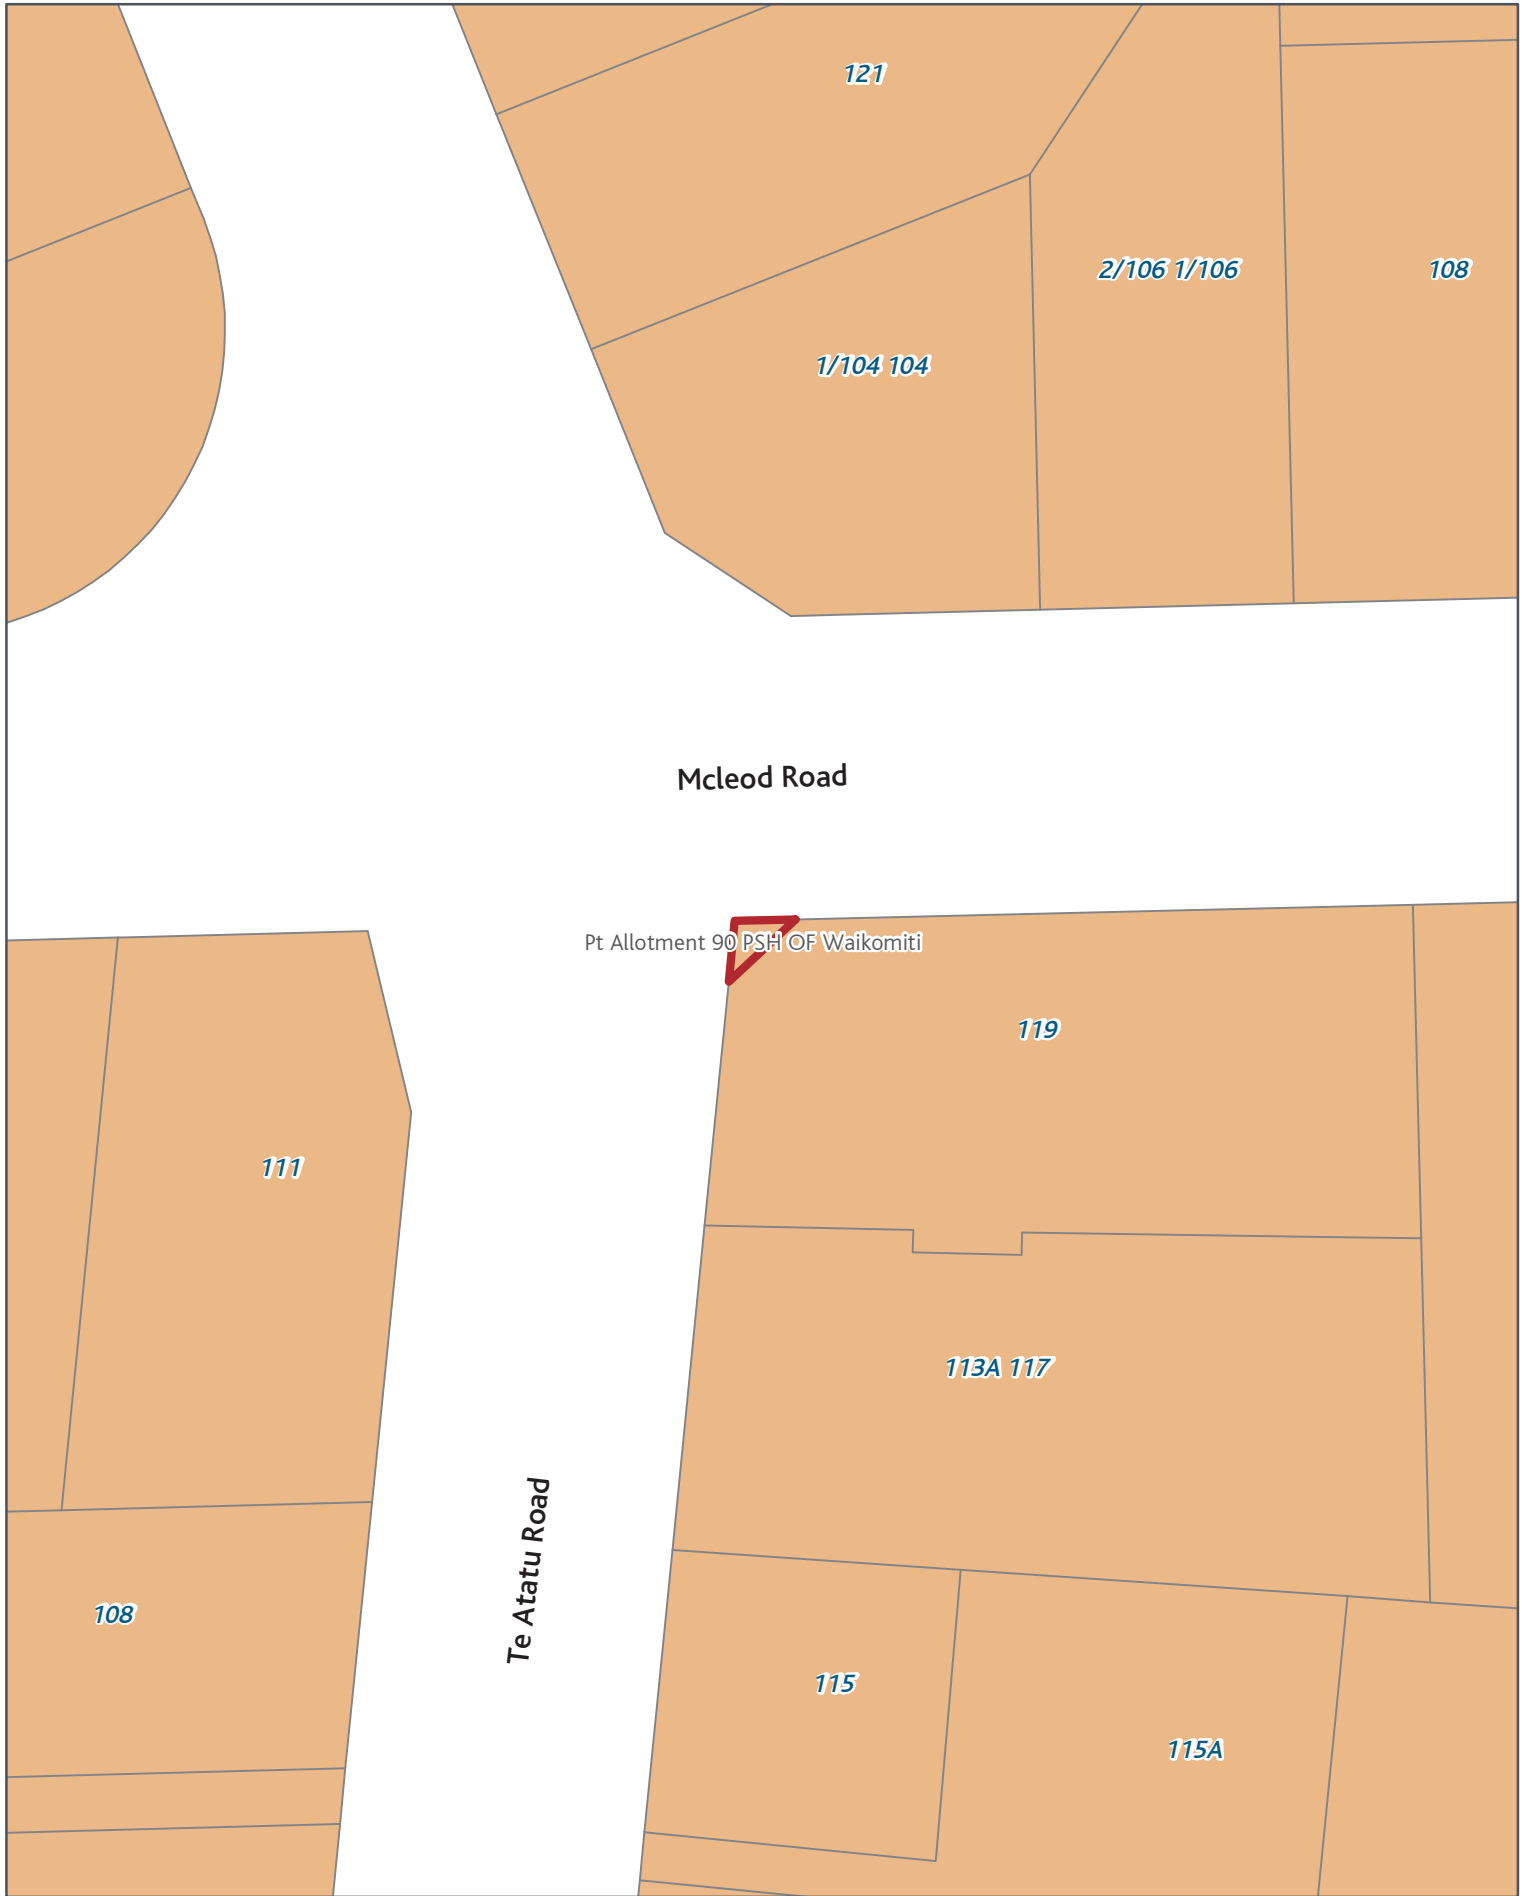 121
2/106 1/106
108
1/104 104
Mcleod Road
Pt Allotment 90 PSH OF Waikomiti
119
111
113A 117
Te Atatu Road
108
115
115A